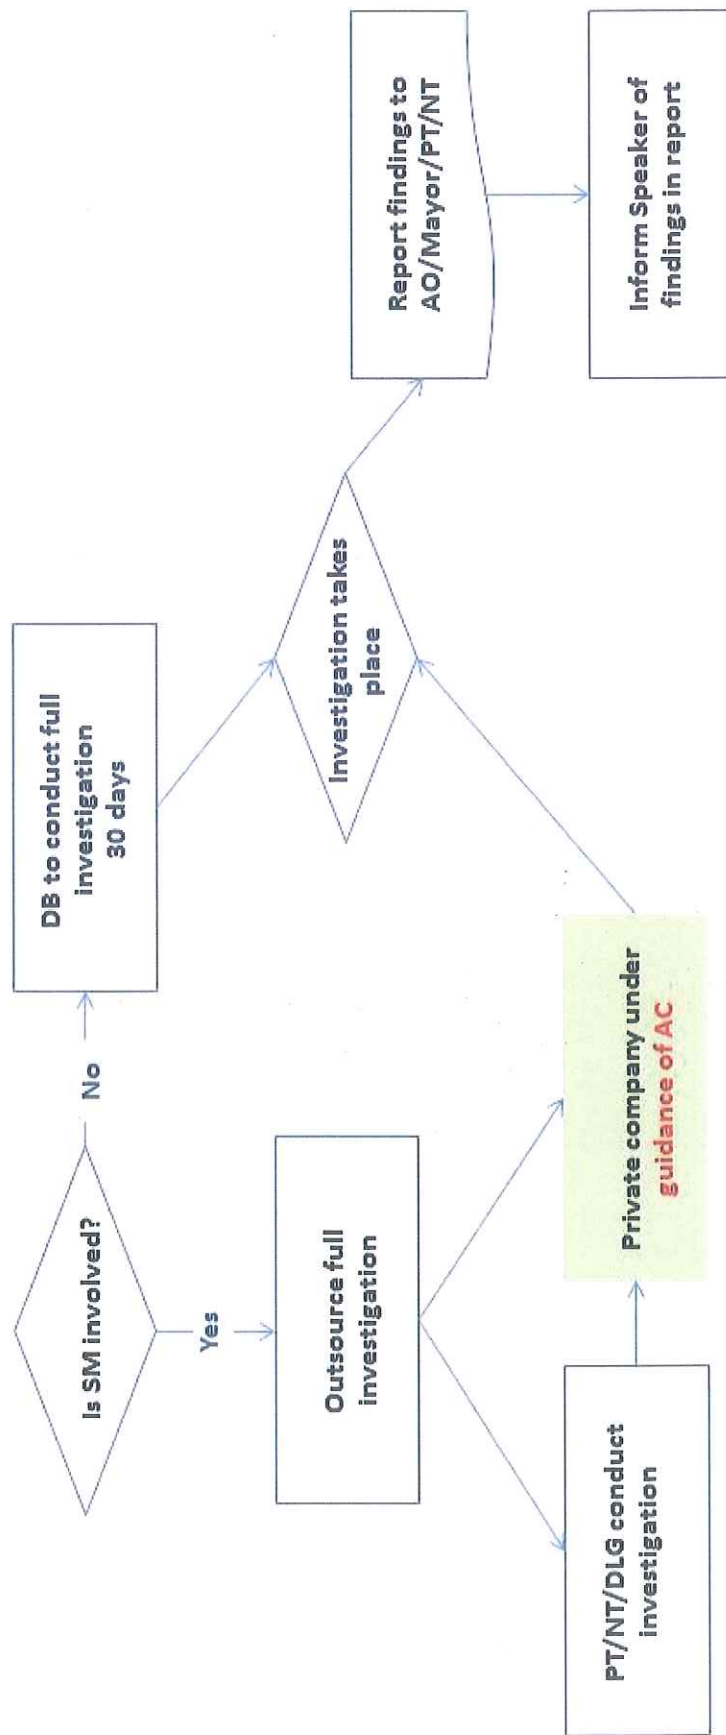 Is SM involved?
No
DB to conduct full
investigation
30 days
Yes
Outsource full
investigation
PT/NT/DLG conduct
investigation
Private company under
guidance of AC
Investigation takes
place
Report findings to
AO/Mayor/PT/NT
Inform Speaker of
findings in report